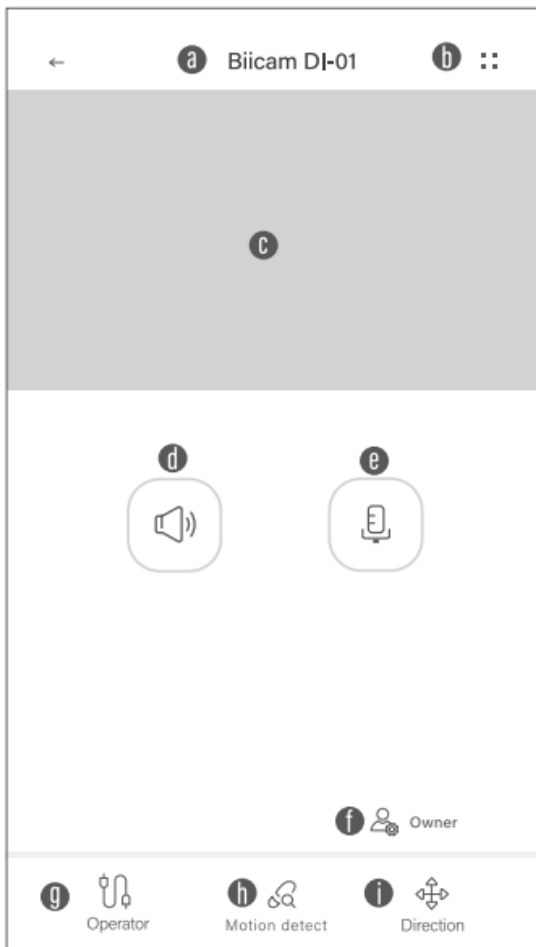 a Biicam DI-01 b
c
d e
f Owner
g h i
Operator Motion detect Direction